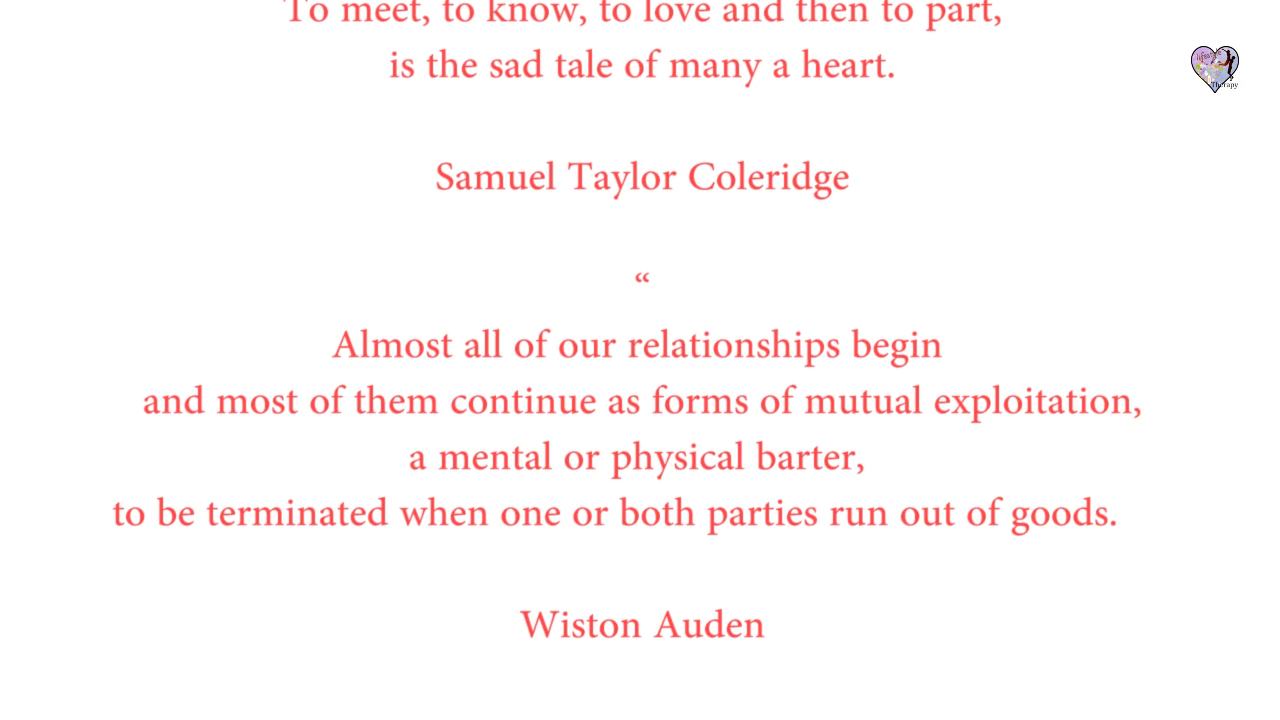 To meet, to know, to love and then to part,
is the sad tale of many a heart.
Samuel Taylor Coleridge
“
Almost all of our relationships begin
and most of them continue as forms of mutual exploitation,
a mental or physical barter,
to be terminated when one or both parties run out of goods.
Wiston Auden
Therapy